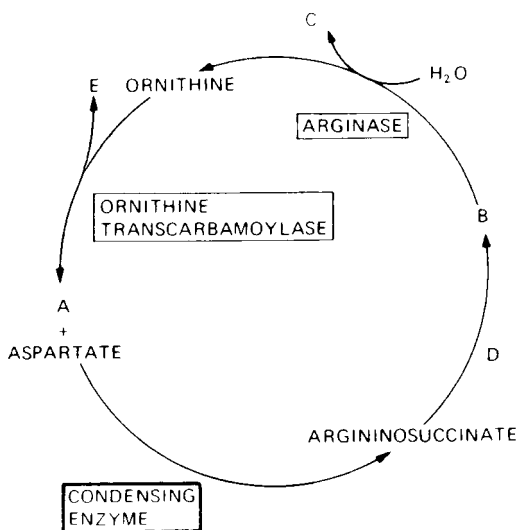 C
H₂O
E ORNITHINE
ARGINASE
ORNITHINE
TRANSCARBAMOYLASE
B
A
+
ASPARTATE
D
ARGININOSUCCINATE
CONDENSING
ENZYME